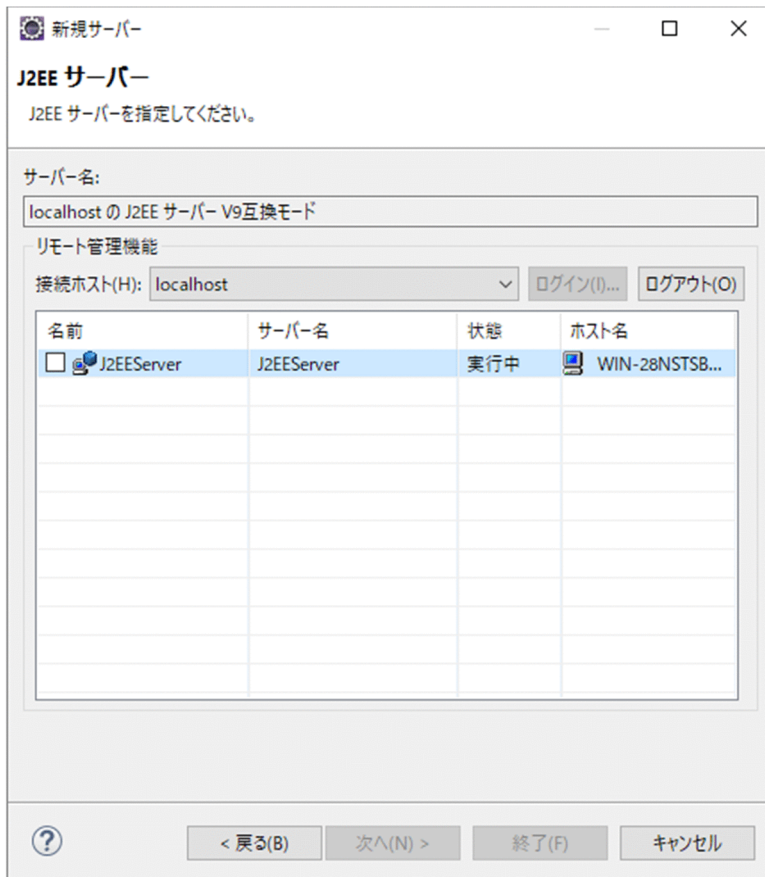 新規サーバー
J2EE サーバー
J2EE サーバーを指定してください。
サーバー名:
localhost の J2EE サーバー V9互換モード
リモート管理機能
接続ホスト(H): localhost ログイン(I)... ログアウト(O)
名前 サーバー名 状態 ホスト名
J2EEServer J2EEServer 実行中 WIN-28NSTSB...
< 戻る(B) 次へ(N) > 終了(F) キャンセル